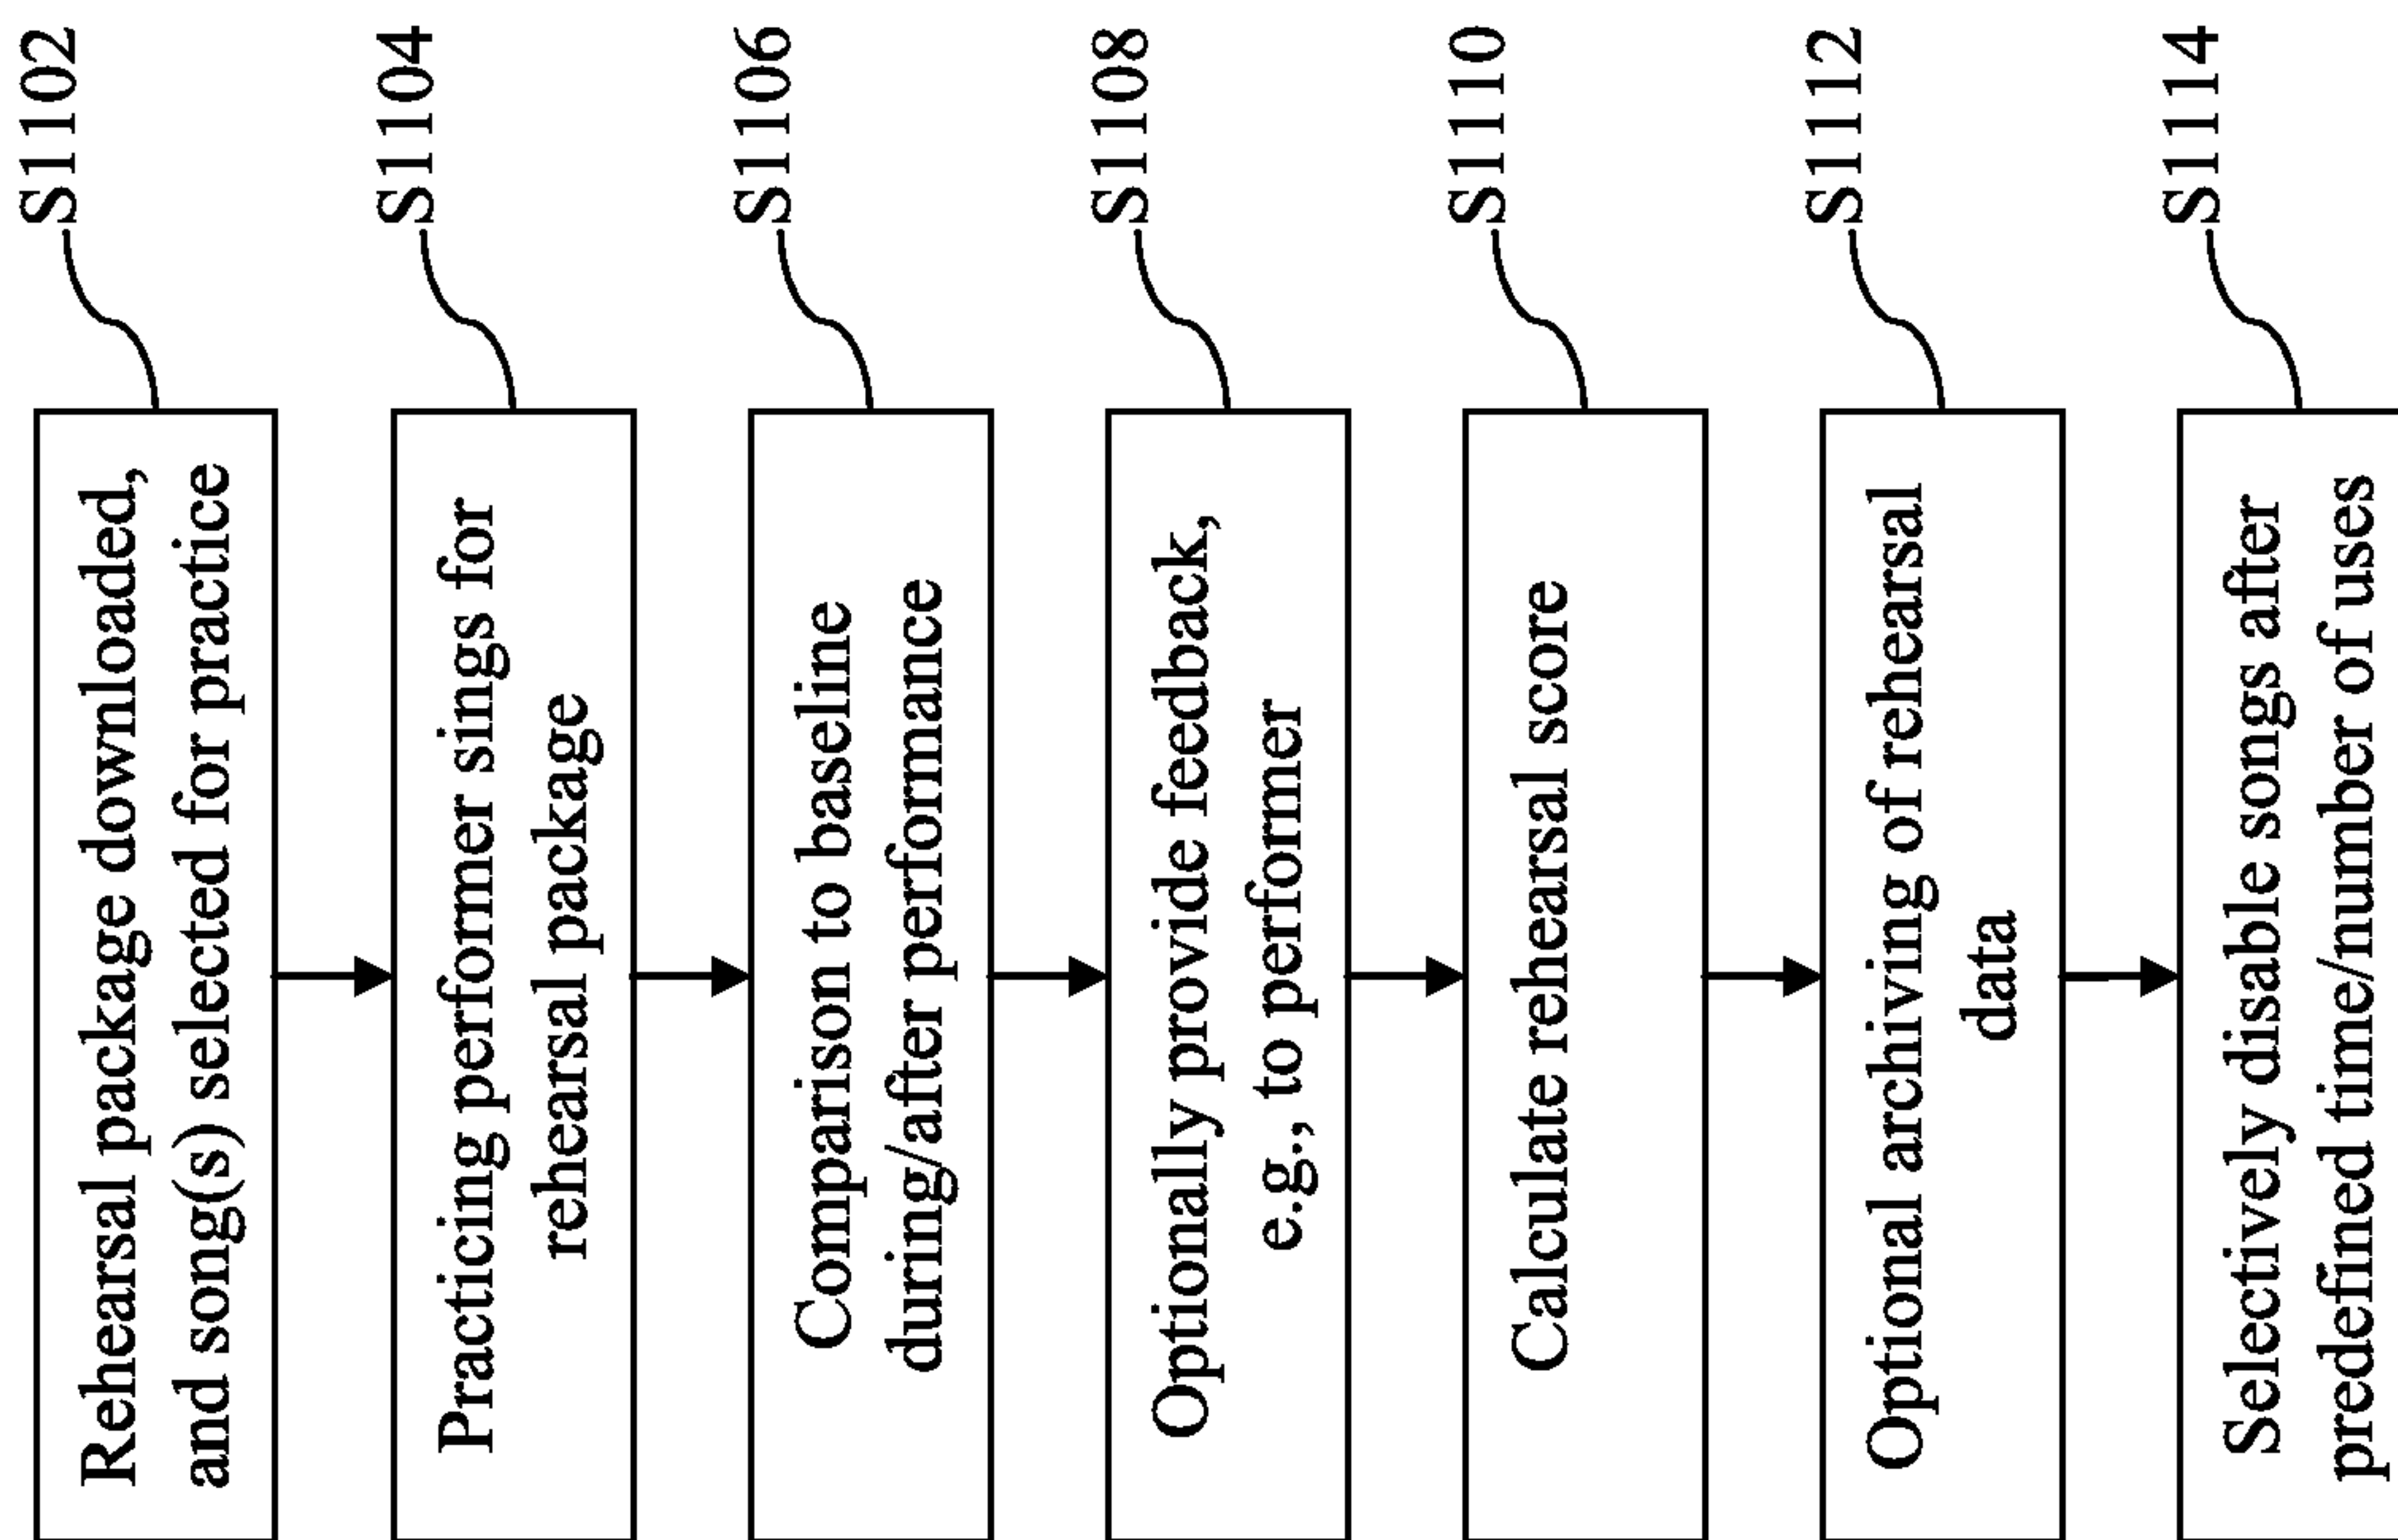 Rehearsal package downloaded,
and song(s) selected for practice
S1102
Practicing performer sings for
rehearsal package
S1104
Comparison to baseline
during/after performance
S1106
Optionally provide feedback,
e.g., to performer
S1108
Calculate rehearsal score
S1110
Optional archiving of rehearsal
data
S1112
Selectively disable songs after
predefined time/number of uses
S1114